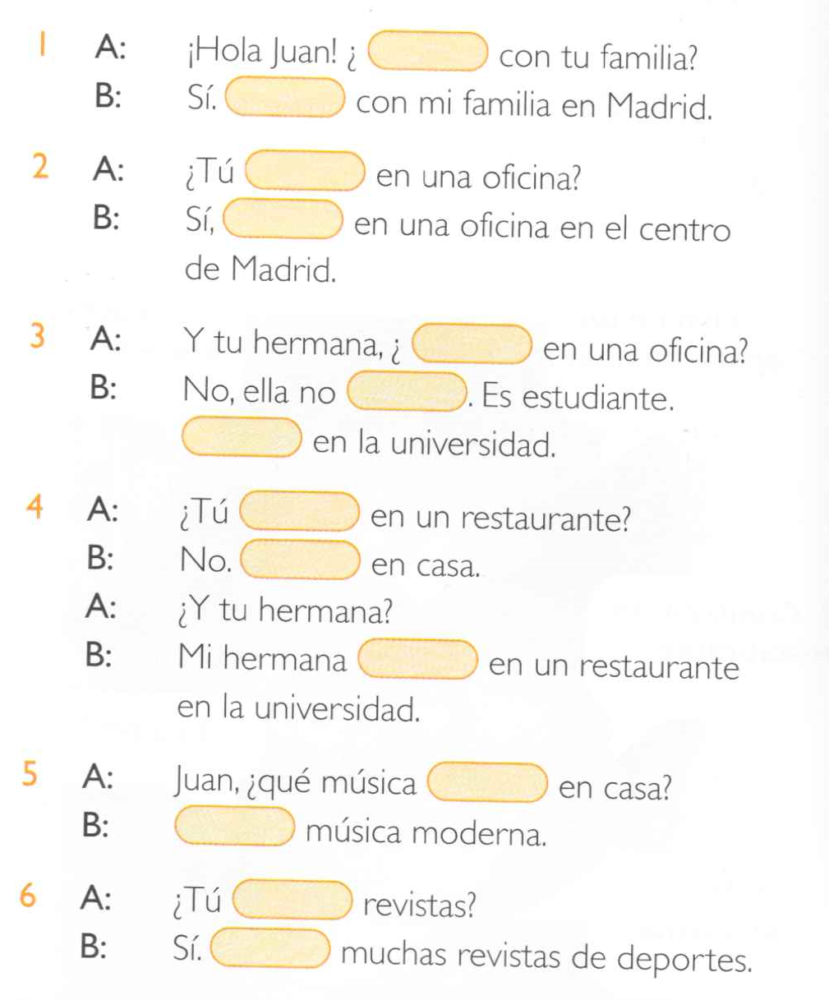 1 A: ¡Hola Juan! ¿ con tu familia?
B: Sí. con mi familia en Madrid.
2 A: ¿Tú en una oficina?
B: Sí, en una oficina en el centro
de Madrid.
3 A: Y tu hermana, ¿ en una oficina?
B: No, ella no . Es estudiante.
en la universidad.
4 A: ¿Tú en un restaurante?
B: No. en casa.
A: ¿Y tu hermana?
B: Mi hermana en un restaurante
en la universidad.
5 A: Juan, ¿qué música en casa?
B: música moderna.
6 A: ¿Tú revistas?
B: Sí. muchas revistas de deportes.